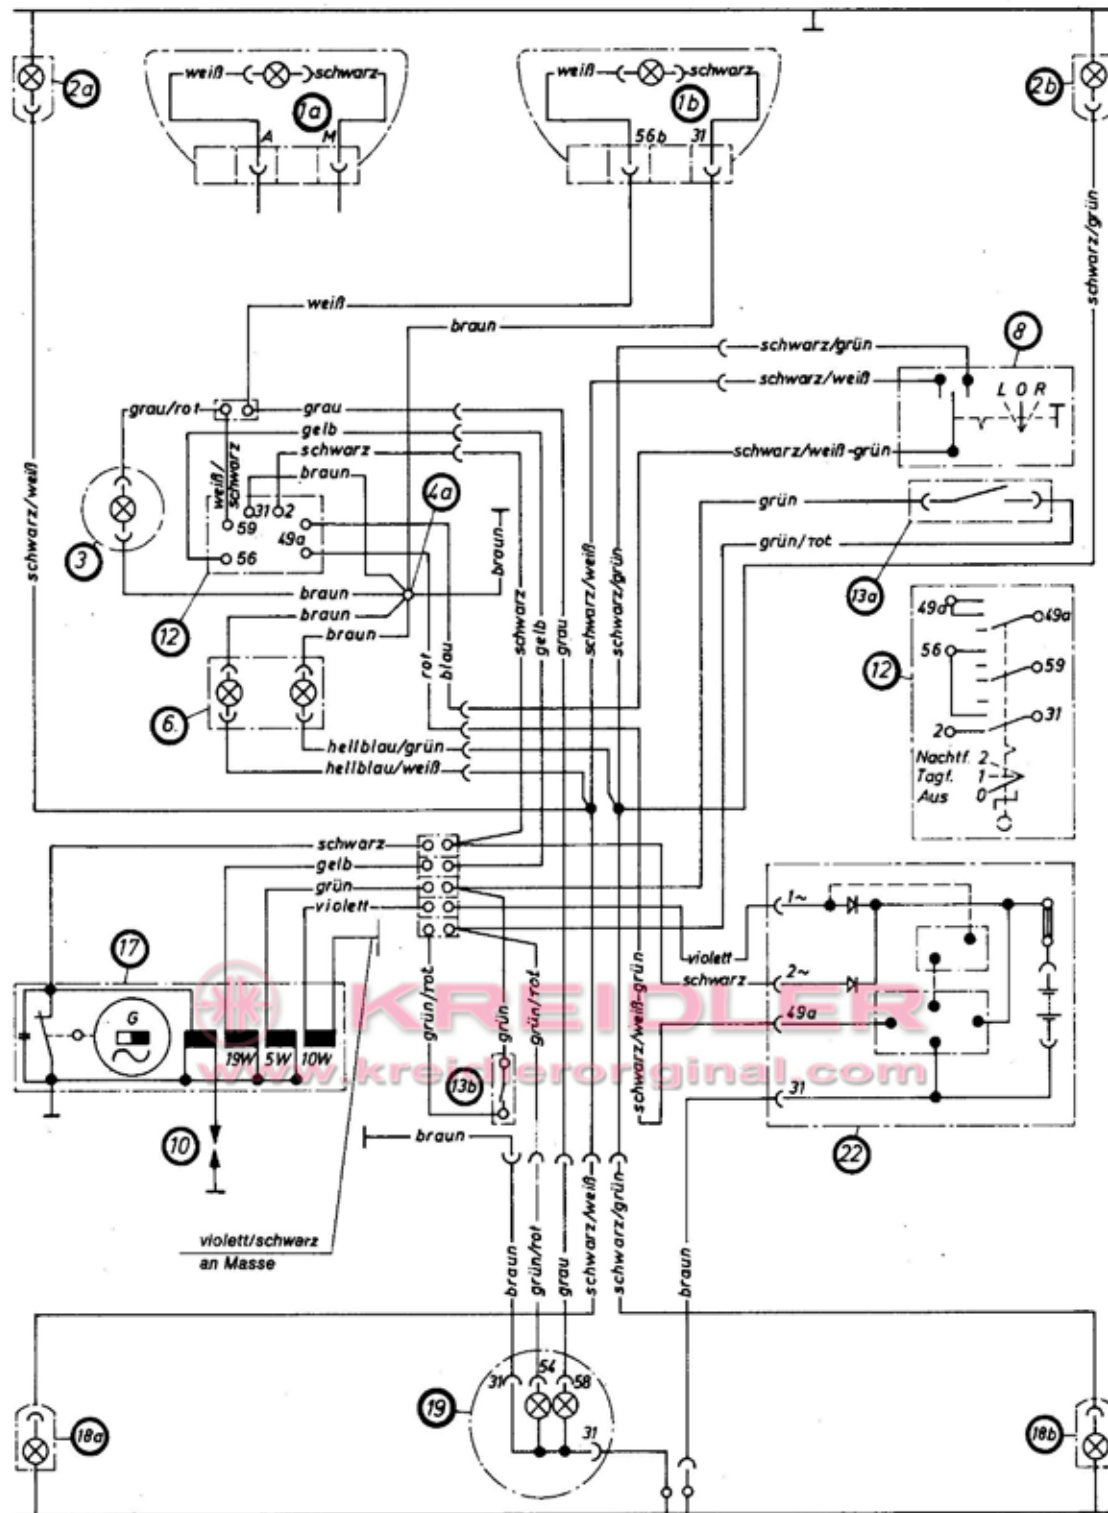 2a
weiß
schwarz
1a
A
M
weiß
schwarz
1b
56b
31
2b
schwarz/grün
weiß
braun
schwarz/grün
8
schwarz/weiß
L O R
grau/rot
grau
gelb
schwarz
schwarz/weiß-grün
weiß/
schwarz
braun
4a
schwarz/weiß
31
2
59
49a
56
3
12
braun
braun
braun
braun
grün
grün/rot
13a
rot
blau
schwarz
gelb
grau
schwarz/weiß
schwarz/grün
49a
49a
56
59
12
31
2
Nachtf. 2
Tagf. 1
Aus 0
6.
hellblau/grün
hellblau/weiß
schwarz
gelb
grün
violett
17
violett
schwarz
1~
2~
49a
31
22
G
19W
5W
10W
grün/rot
grün
grün/rot
schwarz/weiß-grün
KREIDLER
www.kreidleroriginal.com
13b
10
braun
violett/schwarz
an Masse
braun
grün/rot
grau
schwarz/weiß
schwarz/grün
braun
31
54
58
31
19
18a
18b